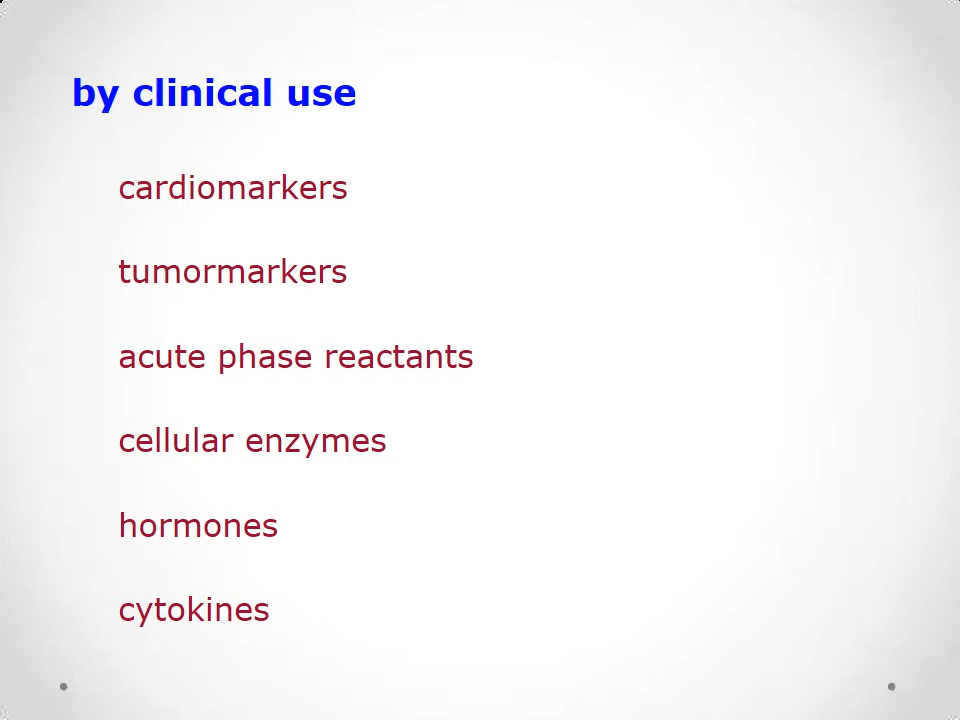 by clinical use
cardiomarkers
tumormarkers
acute phase reactants
cellular enzymes
hormones
cytokines